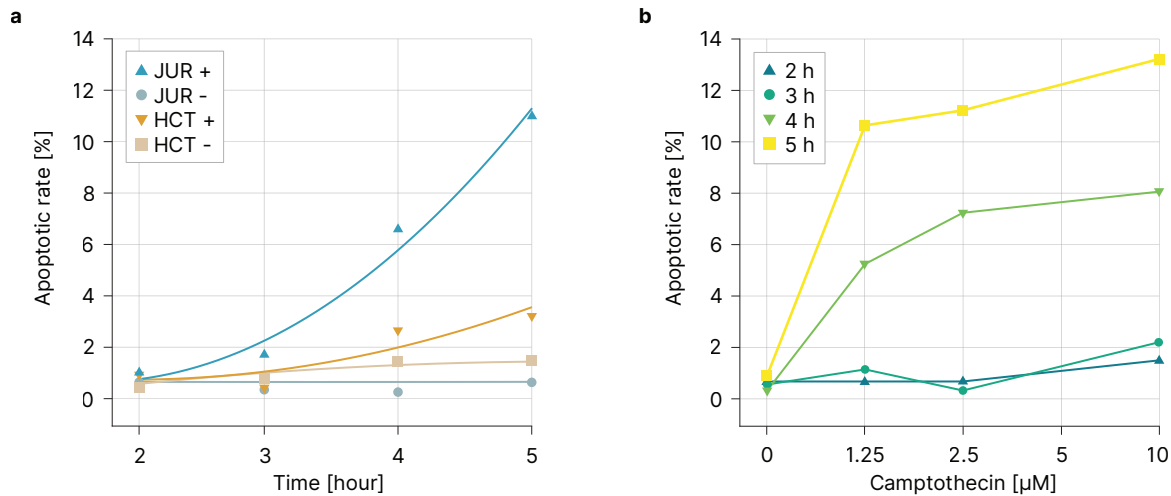 a
Apoptotic rate [%]
14
12
10
8
6
4
2
0
JUR +
JUR -
HCT +
HCT -
2 3 4 5
Time [hour]
b
Apoptotic rate [%]
14
12
10
8
6
4
2
0
2 h
3 h
4 h
5 h
0 1.25 2.5 5 10
Camptothecin [µM]